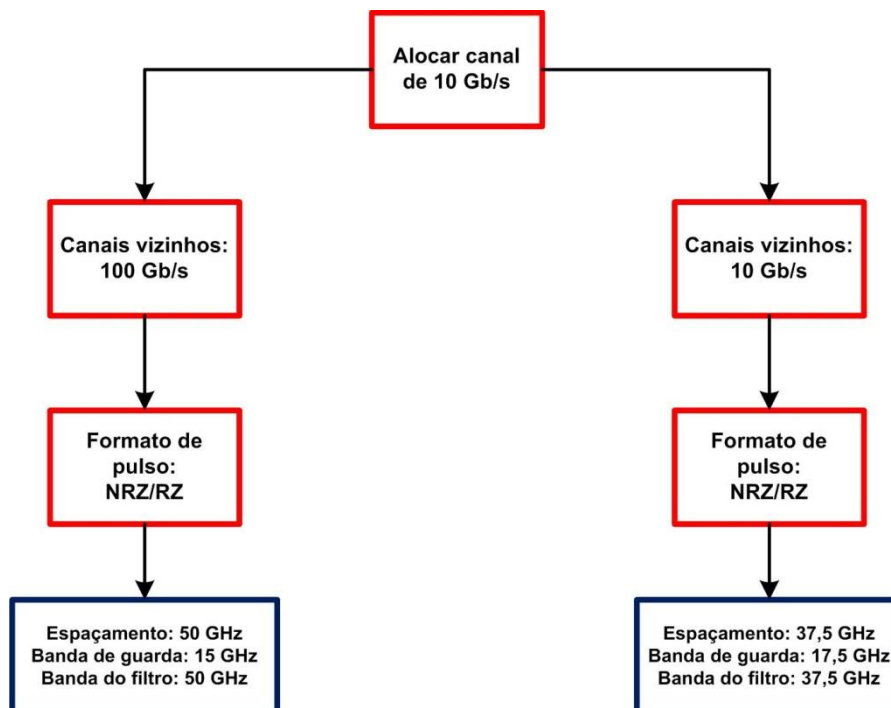 Alocar canal
de 10 Gb/s
Canais vizinhos:
100 Gb/s
Canais vizinhos:
10 Gb/s
Formato de
pulso:
NRZ/RZ
Formato de
pulso:
NRZ/RZ
Espaçamento: 50 GHz
Banda de guarda: 15 GHz
Banda do filtro: 50 GHz
Espaçamento: 37,5 GHz
Banda de guarda: 17,5 GHz
Banda do filtro: 37,5 GHz